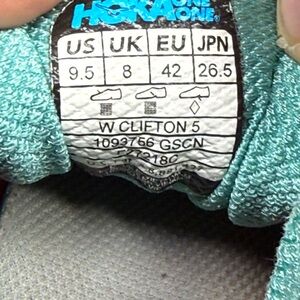 HOKA ONE ONE
US UK EU JPN
9.5 8 42 26.5
W CLIFTON 5
1093756 GSCN